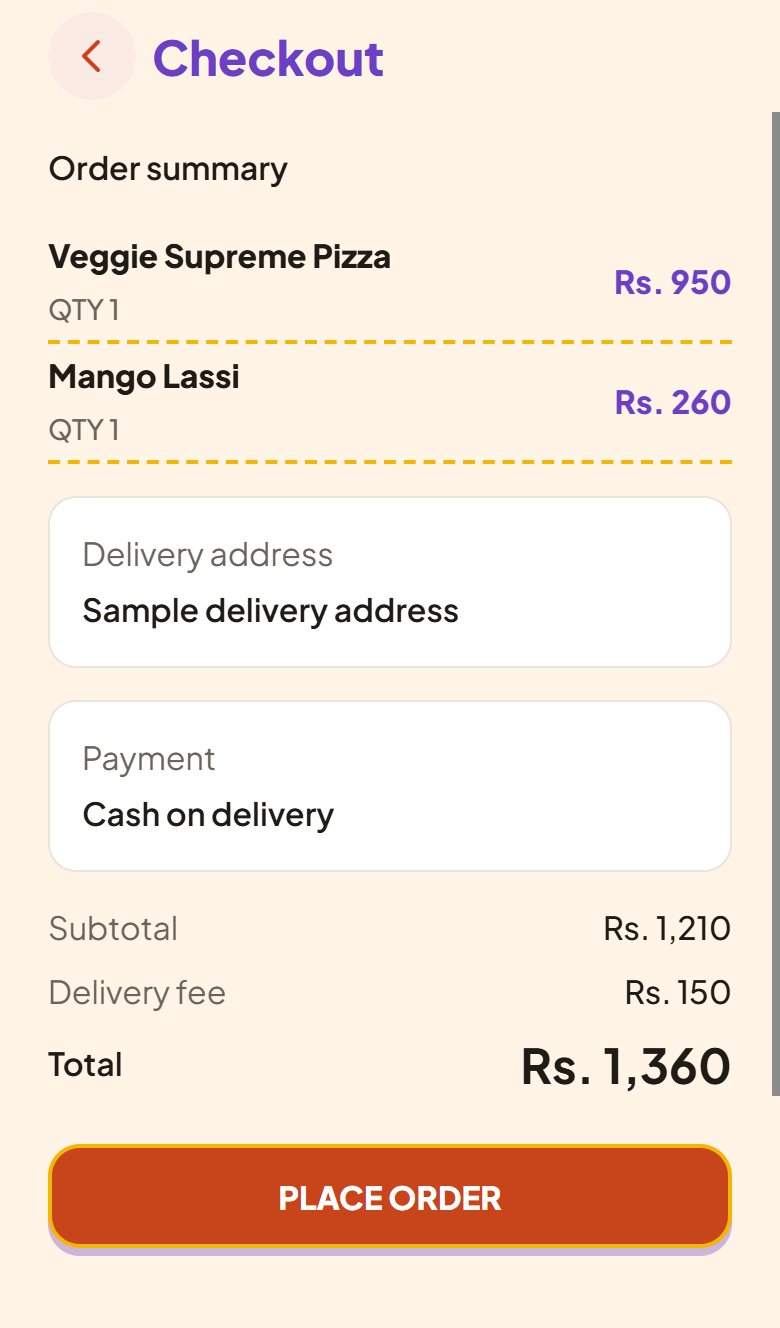 Checkout
Order summary
Veggie Supreme Pizza
QTY 1
Rs. 950
Mango Lassi
QTY 1
Rs. 260
Delivery address
Sample delivery address
Payment
Cash on delivery
Subtotal Rs. 1,210
Delivery fee Rs. 150
Total Rs. 1,360
PLACE ORDER